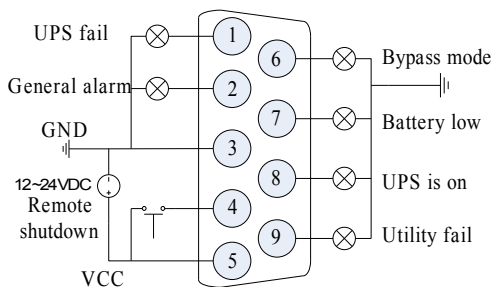 UPS fail
General alarm
GND
12~24VDC
Remote
shutdown
VCC
1
2
3
4
5
6
7
8
9
Bypass mode
Battery low
UPS is on
Utility fail